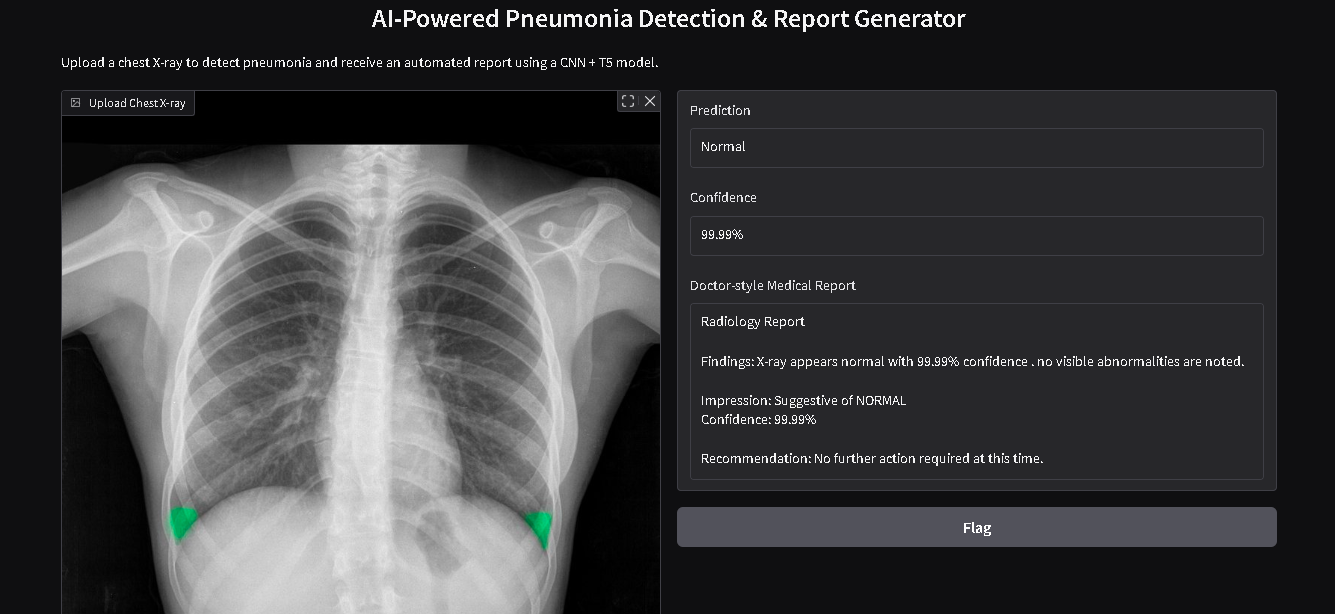 AI-Powered Pneumonia Detection & Report Generator
Upload a chest X-ray to detect pneumonia and receive an automated report using a CNN + T5 model.
Upload Chest X-ray
Prediction
Normal
Confidence
99.99%
Doctor-style Medical Report
Radiology Report
Findings: X-ray appears normal with 99.99% confidence . no visible abnormalities are noted.
Impression: Suggestive of NORMAL
Confidence: 99.99%
Recommendation: No further action required at this time.
Flag